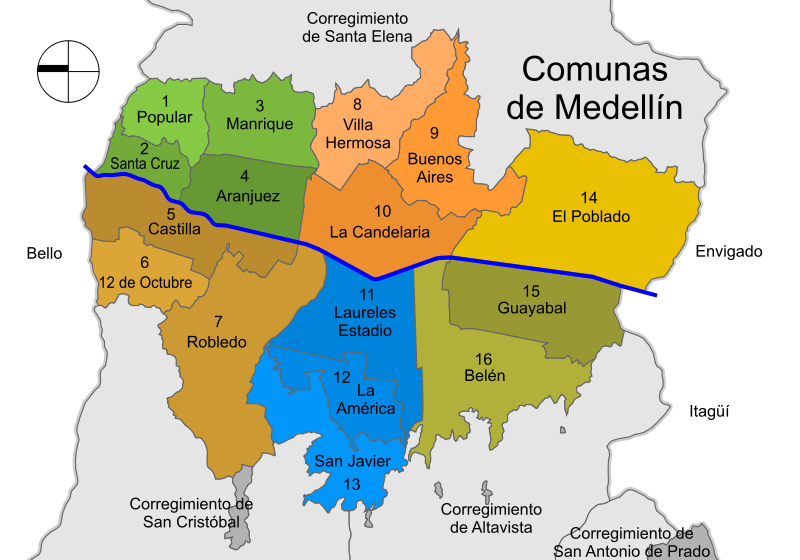 Corregimiento
de Santa Elena
Comunas
de Medellín
1
Popular
2
Santa Cruz
3
Manrique
4
Aranjuez
8
Villa
Hermosa
9
Buenos
Aires
10
La Candelaria
14
El Poblado
5
Castilla
6
12 de Octubre
7
Robledo
Bello
Envigado
11
Laureles
Estadio
15
Guayabal
16
Belén
12
La
América
San Javier
13
Itagüí
Corregimiento de
San Cristóbal
Corregimiento
de Altavista
Corregimiento de
San Antonio de Prado